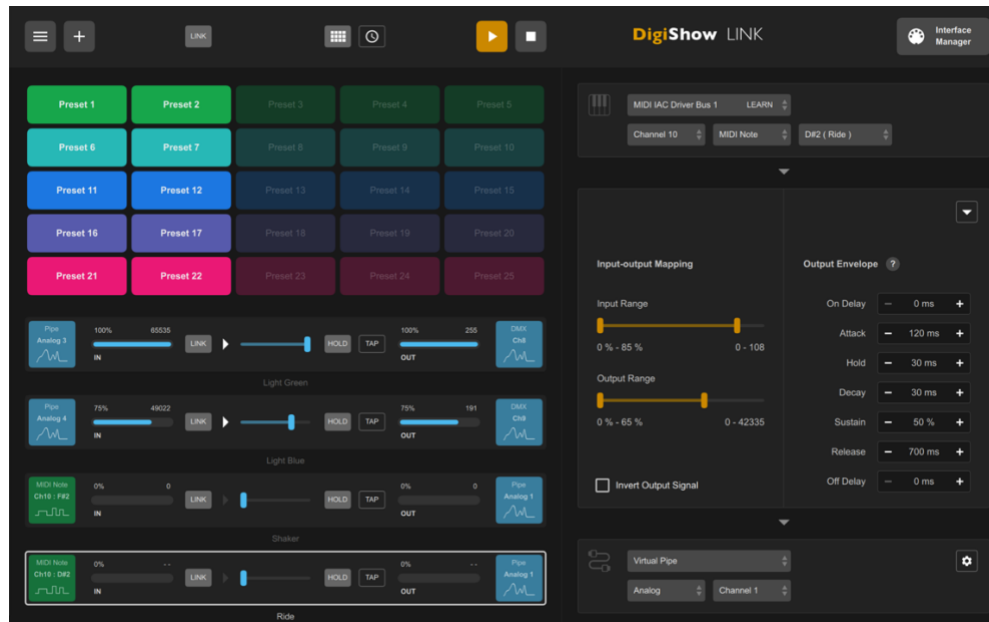 LINK
DigiShow LINK
Interface
Manager
Preset 1 Preset 2 Preset 3 Preset 4 Preset 5
Preset 6 Preset 7 Preset 8 Preset 9 Preset 10
Preset 11 Preset 12 Preset 13 Preset 14 Preset 15
Preset 16 Preset 17 Preset 18 Preset 19 Preset 20
Preset 21 Preset 22 Preset 23 Preset 24 Preset 25
Pipe
Analog 3
100% 65535
IN
LINK
HOLD TAP
100% 255
OUT
DMX
Ch8
Light Green
Pipe
Analog 4
75% 49022
IN
LINK
HOLD TAP
75% 191
OUT
DMX
Ch9
Light Blue
MIDI Note
Ch10 : F#2
0% 0
IN
LINK
HOLD TAP
0% 0
OUT
Pipe
Analog 1
Shaker
MIDI Note
Ch10 : D#2
0% --
IN
LINK
HOLD TAP
0% --
OUT
Pipe
Analog 1
Ride
MIDI IAC Driver Bus 1 LEARN
Channel 10 MIDI Note D#2 ( Ride )
Input-output Mapping
Input Range
0 % - 85 % 0 - 108
Output Range
0 % - 65 % 0 - 42335
Invert Output Signal
Output Envelope ?
On Delay − 0 ms +
Attack − 120 ms +
Hold − 30 ms +
Decay − 30 ms +
Sustain − 50 % +
Release − 700 ms +
Off Delay − 0 ms +
Virtual Pipe
Analog Channel 1